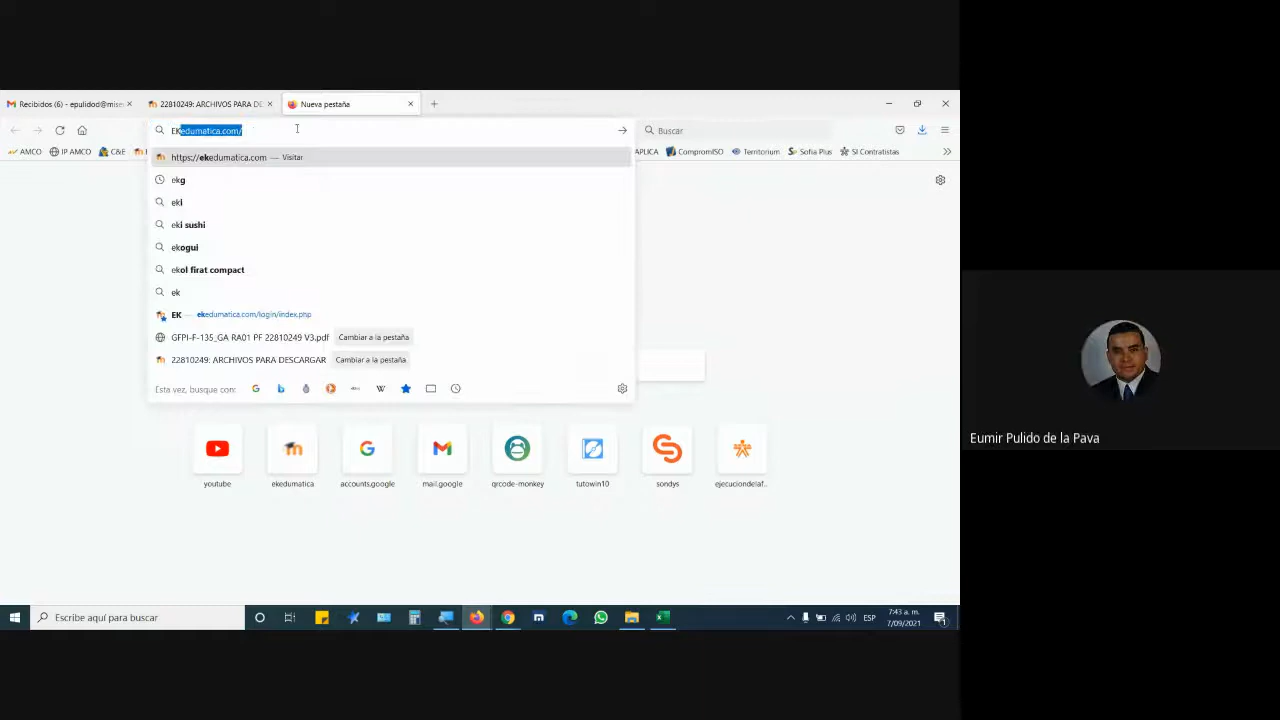 Recibidos (6) - epulidod@mise
22810249: ARCHIVOS PARA DE
Nueva pestaña
EKedumatica.com/
Buscar
AMCO
IP AMCO
C&E
APLICA
CompromISO
Territorium
Sofia Plus
SI Contratistas
https://ekedumatica.com — Visitar
ekg
eki
eki sushi
ekogui
ekol firat compact
ek
EK — ekedumatica.com/login/index.php
GFPI-F-135_GA RA01 PF 22810249 V3.pdf Cambiar a la pestaña
22810249: ARCHIVOS PARA DESCARGAR Cambiar a la pestaña
Esta vez, busque con:
youtube
ekedumatica
accounts.google
mail.google
qrcode-monkey
tutowin10
sondys
ejecuciondelaf...
Eumir Pulido de la Pava
Escribe aquí para buscar
ESP
7:43 a. m.
7/09/2021